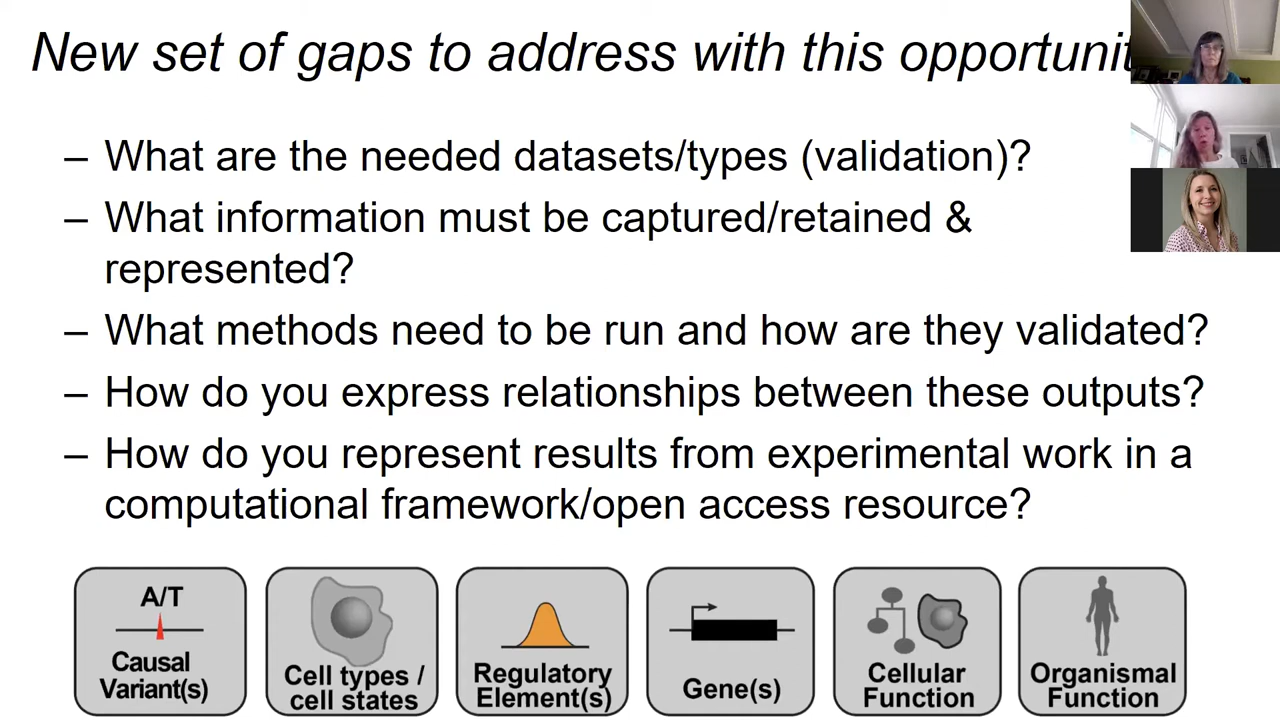 New set of gaps to address with this opportunit
– What are the needed datasets/types (validation)?
– What information must be captured/retained &
represented?
– What methods need to be run and how are they validated?
– How do you express relationships between these outputs?
– How do you represent results from experimental work in a
computational framework/open access resource?
A/T
Causal
Variant(s)
Cell types /
cell states
Regulatory
Element(s)
Gene(s)
Cellular
Function
Organismal
Function